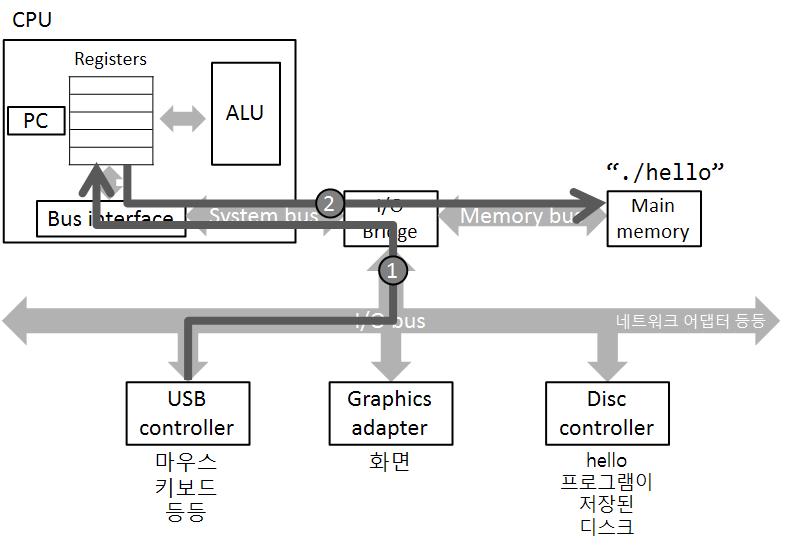 CPU
Registers
PC
ALU
"./hello"
Bus interface
System bus
2
I/O
Bridge
Memory bus
Main
memory
1
I/O bus
네트워크 어댑터 등등
USB
controller
Graphics
adapter
Disc
controller
마우스
키보드
등등
화면
hello
프로그램이
저장된
디스크